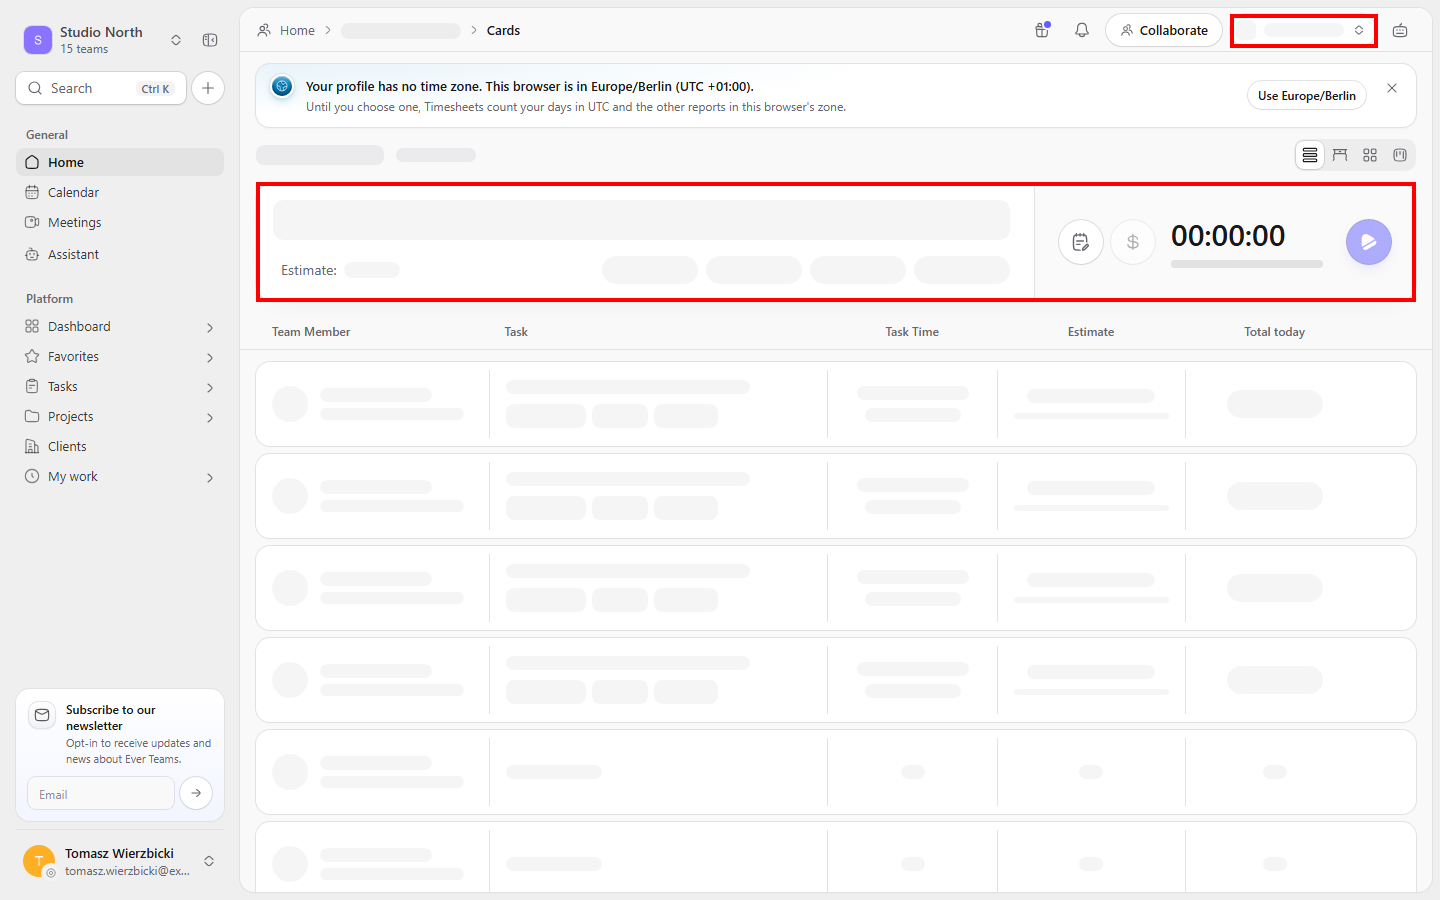 S
Studio North
15 teams
Search
Ctrl K
General
Home
Calendar
Meetings
Assistant
Platform
Dashboard
Favorites
Tasks
Projects
Clients
My work
Subscribe to our
newsletter
Opt-in to receive updates and
news about Ever Teams.
Email
T
Tomasz Wierzbicki
tomasz.wierzbicki@ex...
Home
Cards
Collaborate
Your profile has no time zone. This browser is in Europe/Berlin (UTC +01:00).
Until you choose one, Timesheets count your days in UTC and the other reports in this browser's zone.
Use Europe/Berlin
Estimate:
$
00:00:00
Team Member
Task
Task Time
Estimate
Total today